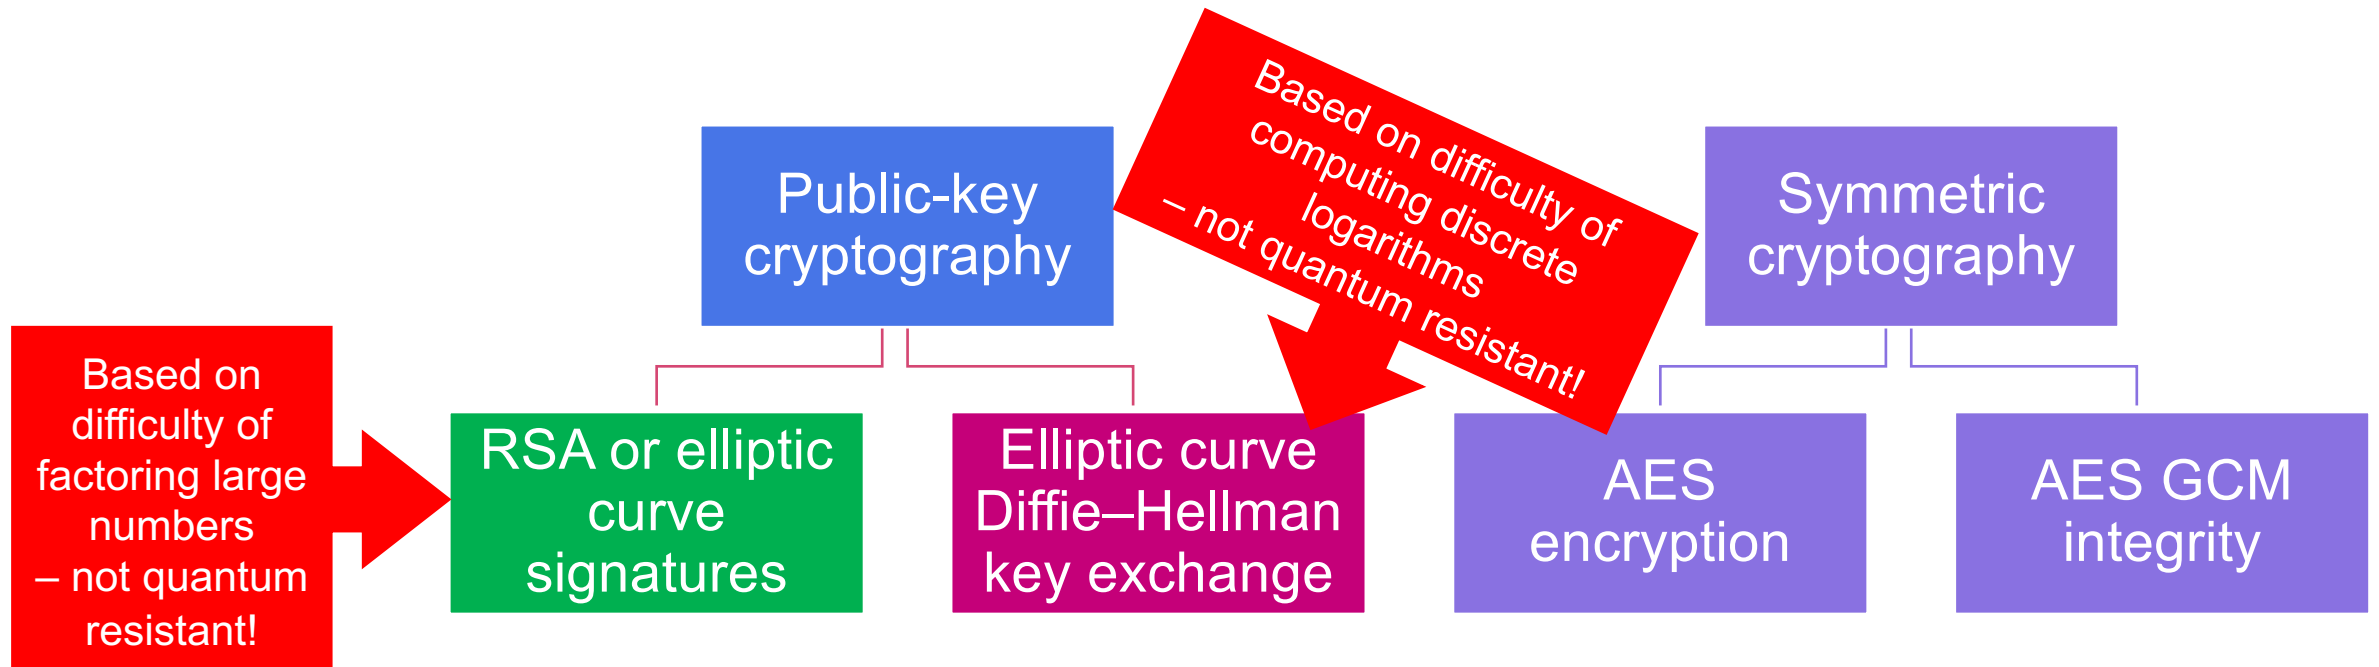 Public-key
cryptography
Based on difficulty of
computing discrete
logarithms
– not quantum resistant!
Symmetric
cryptography
Based on
difficulty of
factoring large
numbers
– not quantum
resistant!
RSA or elliptic
curve
signatures
Elliptic curve
Diffie–Hellman
key exchange
AES
encryption
AES GCM
integrity